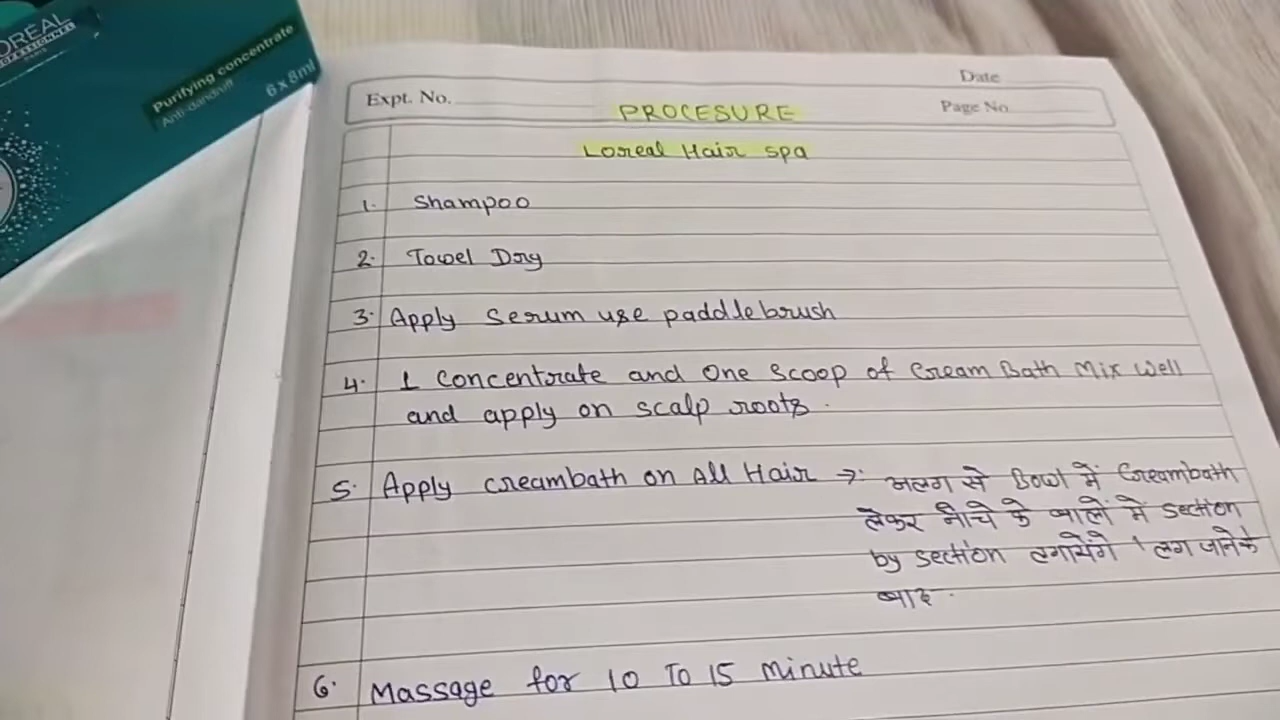 OREAL
PROFESSIONNEL
PARIS
Purifying concentrate
Anti-dandruff
6 x 8ml
Date
Expt. No.
Page No
PROCESURE
Loreal Hair spa
1. Shampoo
2. Towel Dry
3. Apply Serum use paddlebrush
4. 1 Concentrate and One Scoop of Cream Bath Mix well
and apply on scalp roots.
5. Apply creambath on All Hair →: अलग से Bowl में Creambath
लेकर नीचे के बालों में section
by section लगायेंगे । लग जाने के
बाद .
6. Massage for 10 To 15 minute